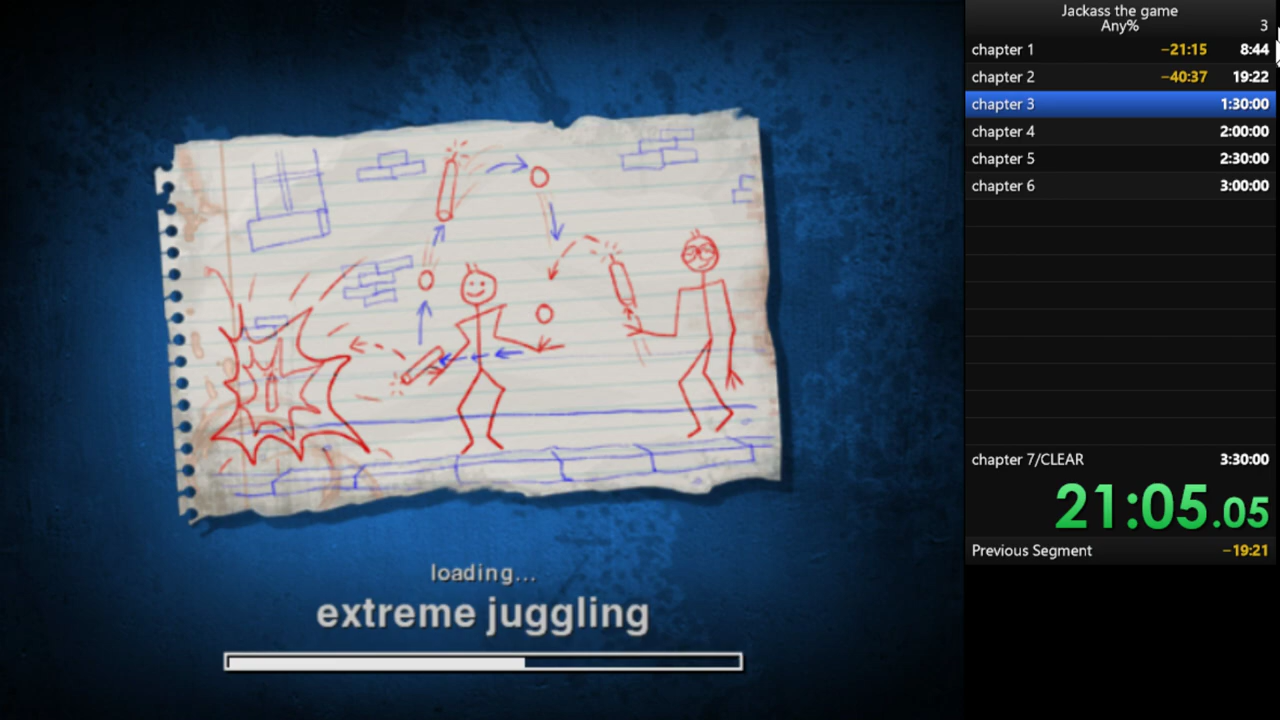 Jackass the game
Any% 3
chapter 1 −21:15 8:44
chapter 2 −40:37 19:22
chapter 3 1:30:00
chapter 4 2:00:00
chapter 5 2:30:00
chapter 6 3:00:00
chapter 7/CLEAR 3:30:00
21:05.05
Previous Segment −19:21
loading...
extreme juggling